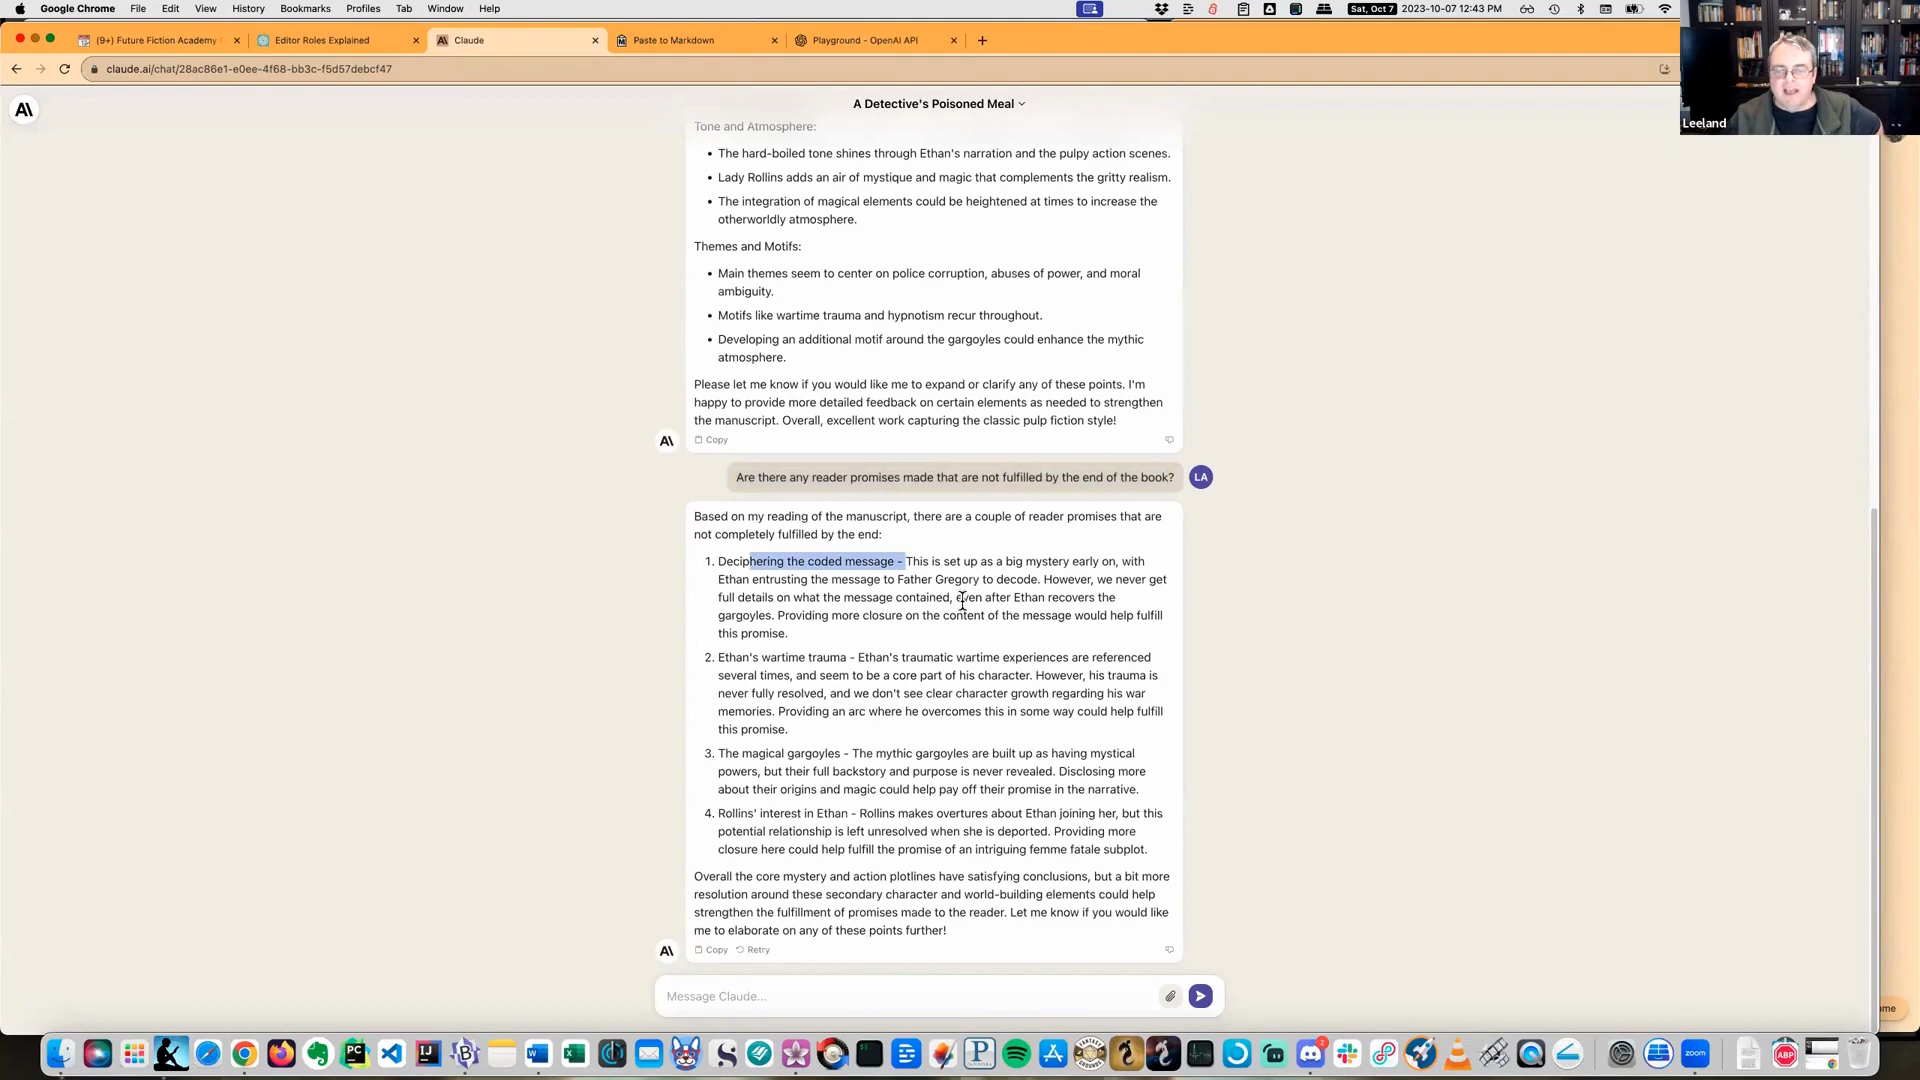 Google Chrome File Edit View History Bookmarks Profiles Tab Window Help Sat, Oct 7 2023-10-07 12:43 PM
(9+) Future Fiction Academy Editor Roles Explained Claude Paste to Markdown Playground - OpenAI API
claude.ai/chat/28ac86e1-e0ee-4f68-bb3c-f5d57debcf47
Leeland
A Detective's Poisoned Meal
Tone and Atmosphere:
• The hard-boiled tone shines through Ethan's narration and the pulpy action scenes.
• Lady Rollins adds an air of mystique and magic that complements the gritty realism.
• The integration of magical elements could be heightened at times to increase the
otherworldly atmosphere.
Themes and Motifs:
• Main themes seem to center on police corruption, abuses of power, and moral
ambiguity.
• Motifs like wartime trauma and hypnotism recur throughout.
• Developing an additional motif around the gargoyles could enhance the mythic
atmosphere.
Please let me know if you would like me to expand or clarify any of these points. I'm
happy to provide more detailed feedback on certain elements as needed to strengthen
the manuscript. Overall, excellent work capturing the classic pulp fiction style!
Copy
Are there any reader promises made that are not fulfilled by the end of the book?
LA
Based on my reading of the manuscript, there are a couple of reader promises that are
not completely fulfilled by the end:
1. Deciphering the coded message - This is set up as a big mystery early on, with
Ethan entrusting the message to Father Gregory to decode. However, we never get
full details on what the message contained, even after Ethan recovers the
gargoyles. Providing more closure on the content of the message would help fulfill
this promise.
2. Ethan's wartime trauma - Ethan's traumatic wartime experiences are referenced
several times, and seem to be a core part of his character. However, his trauma is
never fully resolved, and we don't see clear character growth regarding his war
memories. Providing an arc where he overcomes this in some way could help fulfill
this promise.
3. The magical gargoyles - The mythic gargoyles are built up as having mystical
powers, but their full backstory and purpose is never revealed. Disclosing more
about their origins and magic could help pay off their promise in the narrative.
4. Rollins' interest in Ethan - Rollins makes overtures about Ethan joining her, but this
potential relationship is left unresolved when she is deported. Providing more
closure here could help fulfill the promise of an intriguing femme fatale subplot.
Overall the core mystery and action plotlines have satisfying conclusions, but a bit more
resolution around these secondary character and world-building elements could help
strengthen the fulfillment of promises made to the reader. Let me know if you would like
me to elaborate on any of these points further!
Copy Retry
Message Claude...